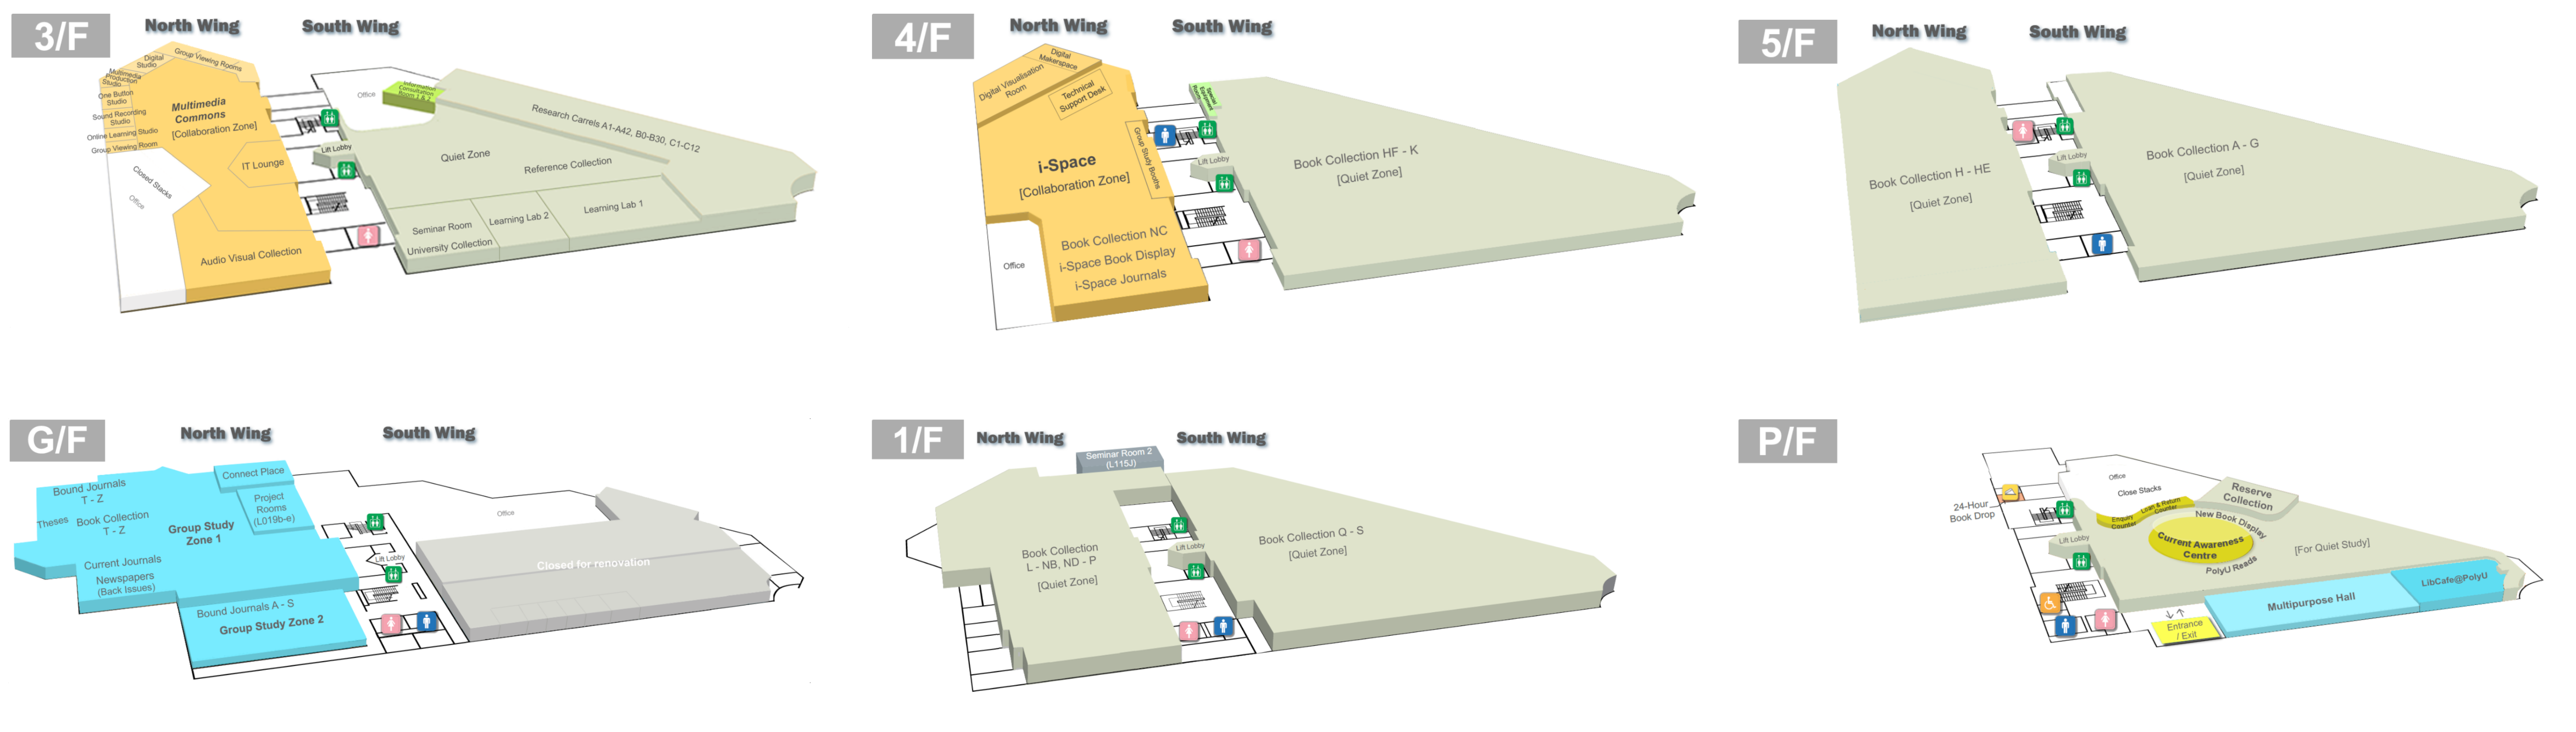 3/F
North Wing
South Wing
Group Viewing Rooms
Digital
Studio
Multimedia
Production
Studio
One Button
Studio
Sound Recording
Studio
Online Learning Studio
Group Viewing Room
Multimedia
Commons
[Collaboration Zone]
IT Lounge
Closed Stacks
Office
Audio Visual Collection
Office
Information
Consultation
Room 1 & 2
Lift Lobby
Research Carrels A1-A42, B0-B30, C1-C12
Quiet Zone
Reference Collection
Seminar Room
Learning Lab 2
Learning Lab 1
University Collection
4/F
North Wing
South Wing
Digital
Makerspace
Digital Visualisation
Room
Technical
Support Desk
Group Study Booths
i-Space
[Collaboration Zone]
Office
Book Collection NC
i-Space Book Display
i-Space Journals
Special
Equipment
Room
Lift Lobby
Book Collection HF - K
[Quiet Zone]
5/F
North Wing
South Wing
Book Collection H - HE
[Quiet Zone]
Lift Lobby
Book Collection A - G
[Quiet Zone]
G/F
North Wing
South Wing
Connect Place
Bound Journals
T - Z
Project
Rooms
(L019b-e)
Theses
Book Collection
T - Z
Group Study
Zone 1
Current Journals
Newspapers
(Back Issues)
Bound Journals A - S
Group Study Zone 2
Office
Lift Lobby
Closed for renovation
1/F
North Wing
South Wing
Seminar Room 2
(L115J)
Book Collection
L - NB, ND - P
[Quiet Zone]
Lift Lobby
Book Collection Q - S
[Quiet Zone]
P/F
Office
Close Stacks
24-Hour
Book Drop
Enquiry
Counter
Loan & Return
Counter
Reserve
Collection
New Book Display
Lift Lobby
Current Awareness
Centre
PolyU Reads
[For Quiet Study]
Entrance
/ Exit
Multipurpose Hall
LibCafe@PolyU